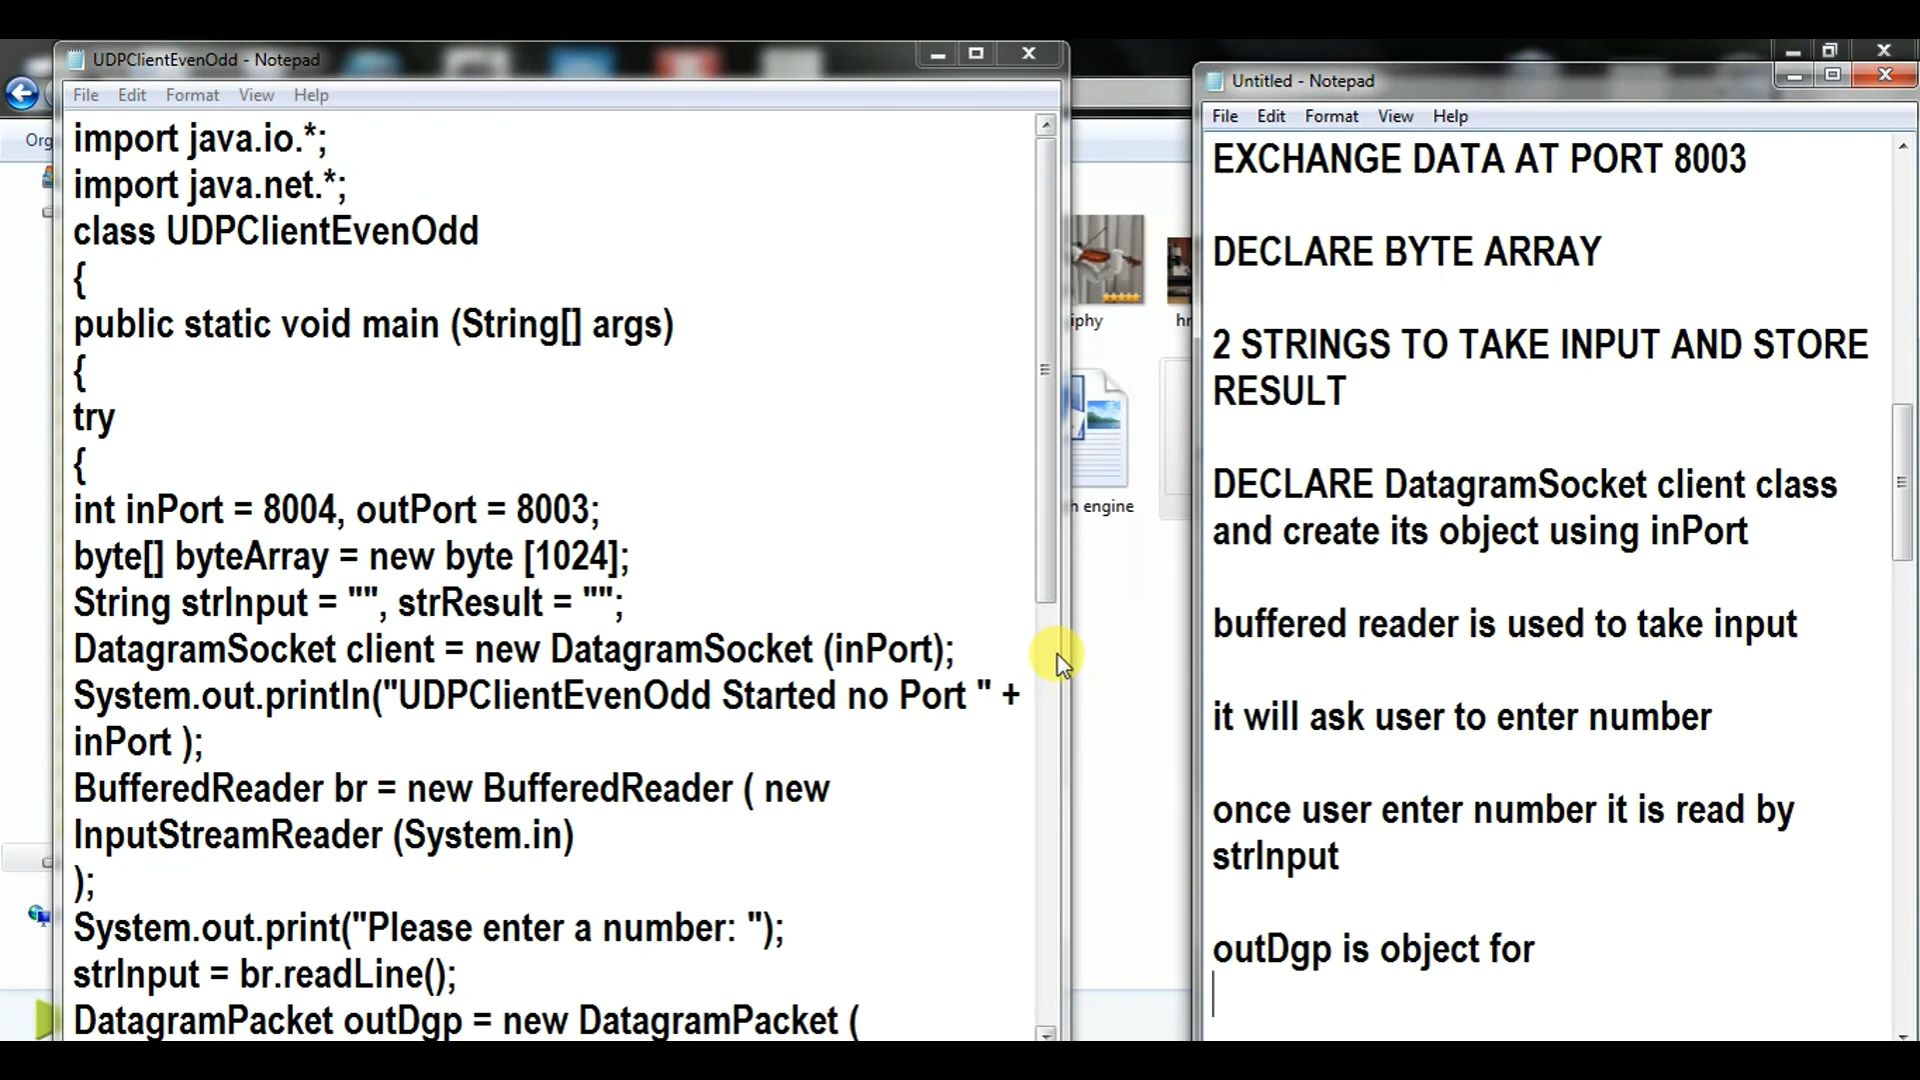 UDPClientEvenOdd - Notepad
File Edit Format View Help
import java.io.*;
import java.net.*;
class UDPClientEvenOdd
{
public static void main (String[] args)
{
try
{
int inPort = 8004, outPort = 8003;
byte[] byteArray = new byte [1024];
String strInput = "", strResult = "";
DatagramSocket client = new DatagramSocket (inPort);
System.out.println("UDPClientEvenOdd Started no Port " +
inPort );
BufferedReader br = new BufferedReader ( new
InputStreamReader (System.in)
);
System.out.print("Please enter a number: ");
strInput = br.readLine();
DatagramPacket outDgp = new DatagramPacket (
Org
iphy
hr
engine
Untitled - Notepad
File Edit Format View Help
EXCHANGE DATA AT PORT 8003
DECLARE BYTE ARRAY
2 STRINGS TO TAKE INPUT AND STORE
RESULT
DECLARE DatagramSocket client class
and create its object using inPort
buffered reader is used to take input
it will ask user to enter number
once user enter number it is read by
strInput
outDgp is object for